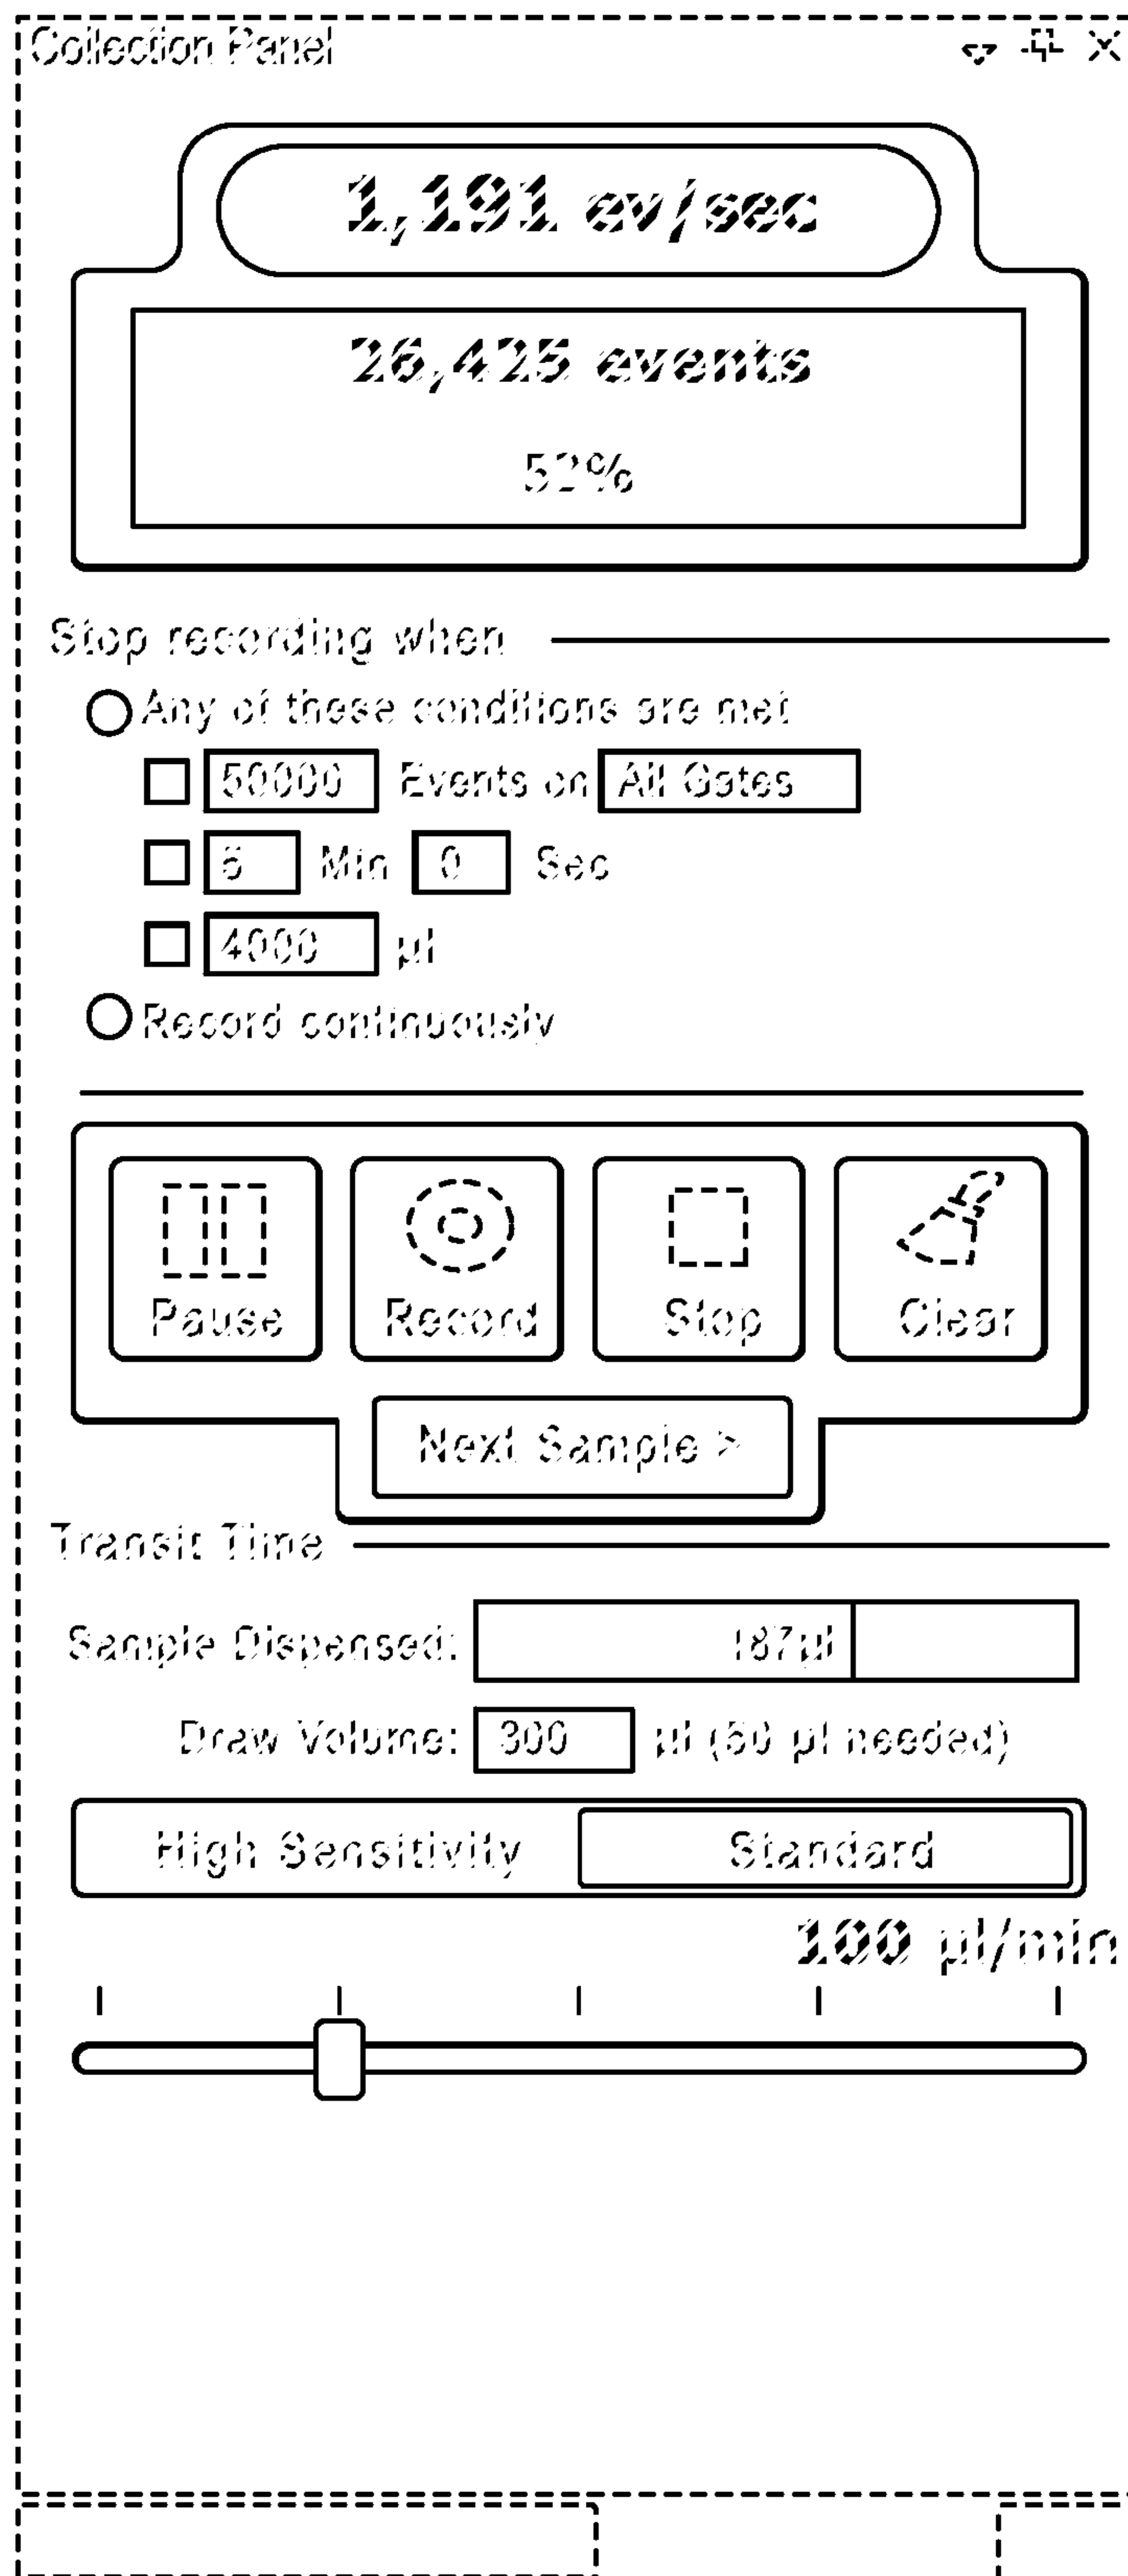 Collection Panel
1,191 ev/sec
26,425 events
52%
Stop recording when
Any of these conditions are met
50000 Events on All Gates
Min 0 Sec
4000 µl
Record continuously
Pause Record Stop Clear
Next Sample >
Transit Time
Sample Dispensed: 187µl
Draw Volume: 300 µl (50 µl needed)
High Sensitivity Standard
100 µl/min